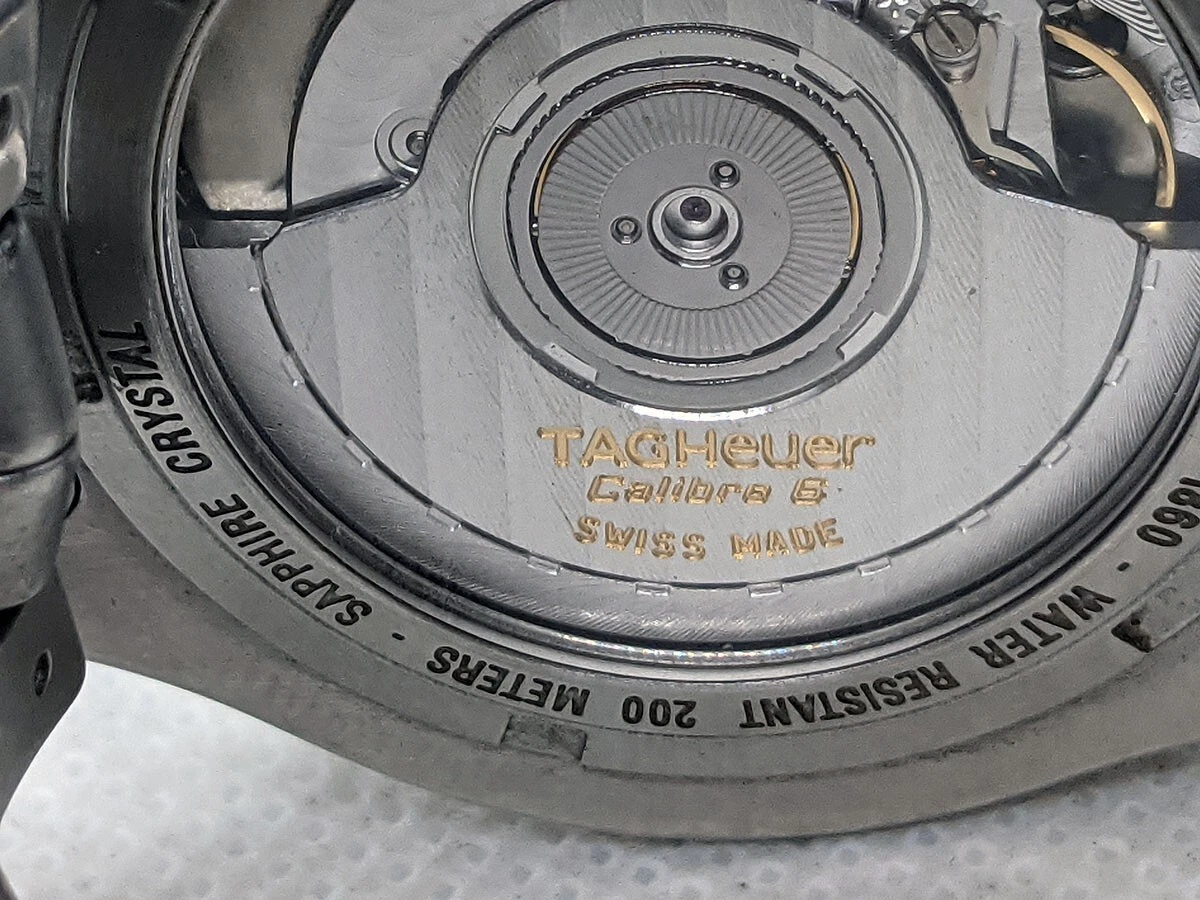 TAGHeuer
Calibre 6
SWISS MADE
WATER RESISTANT 200 METERS - SAPPHIRE CRYSTAL